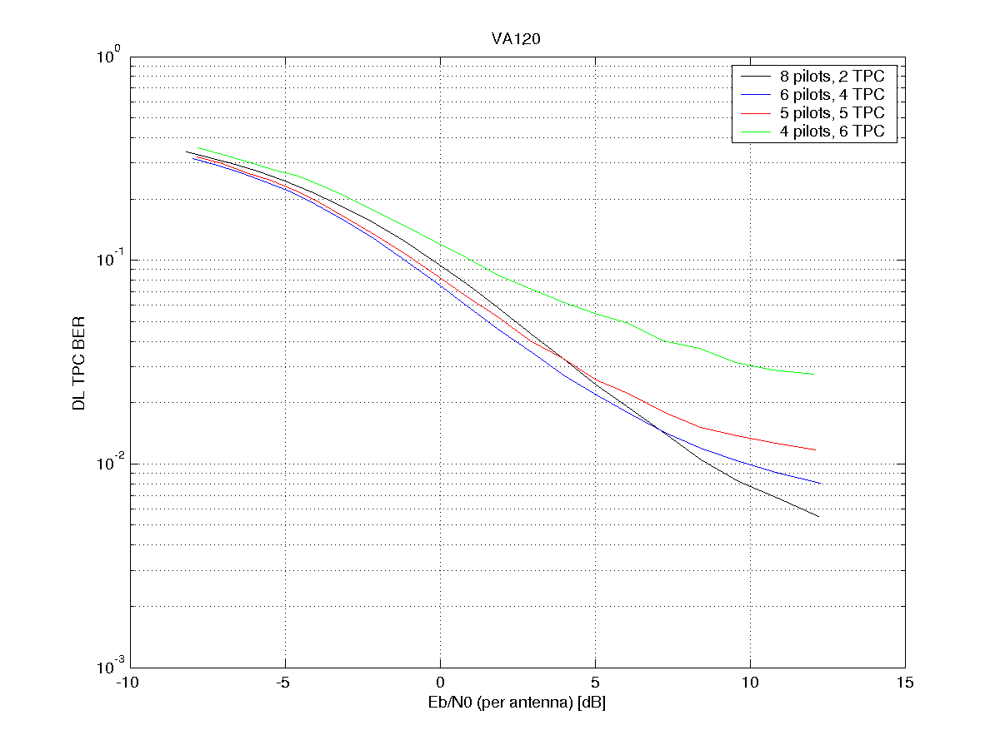 VA120
8 pilots, 2 TPC
6 pilots, 4 TPC
5 pilots, 5 TPC
4 pilots, 6 TPC
10^0
10^-1
10^-2
10^-3
DL TPC BER
-10 -5 0 5 10 15
Eb/N0 (per antenna) [dB]